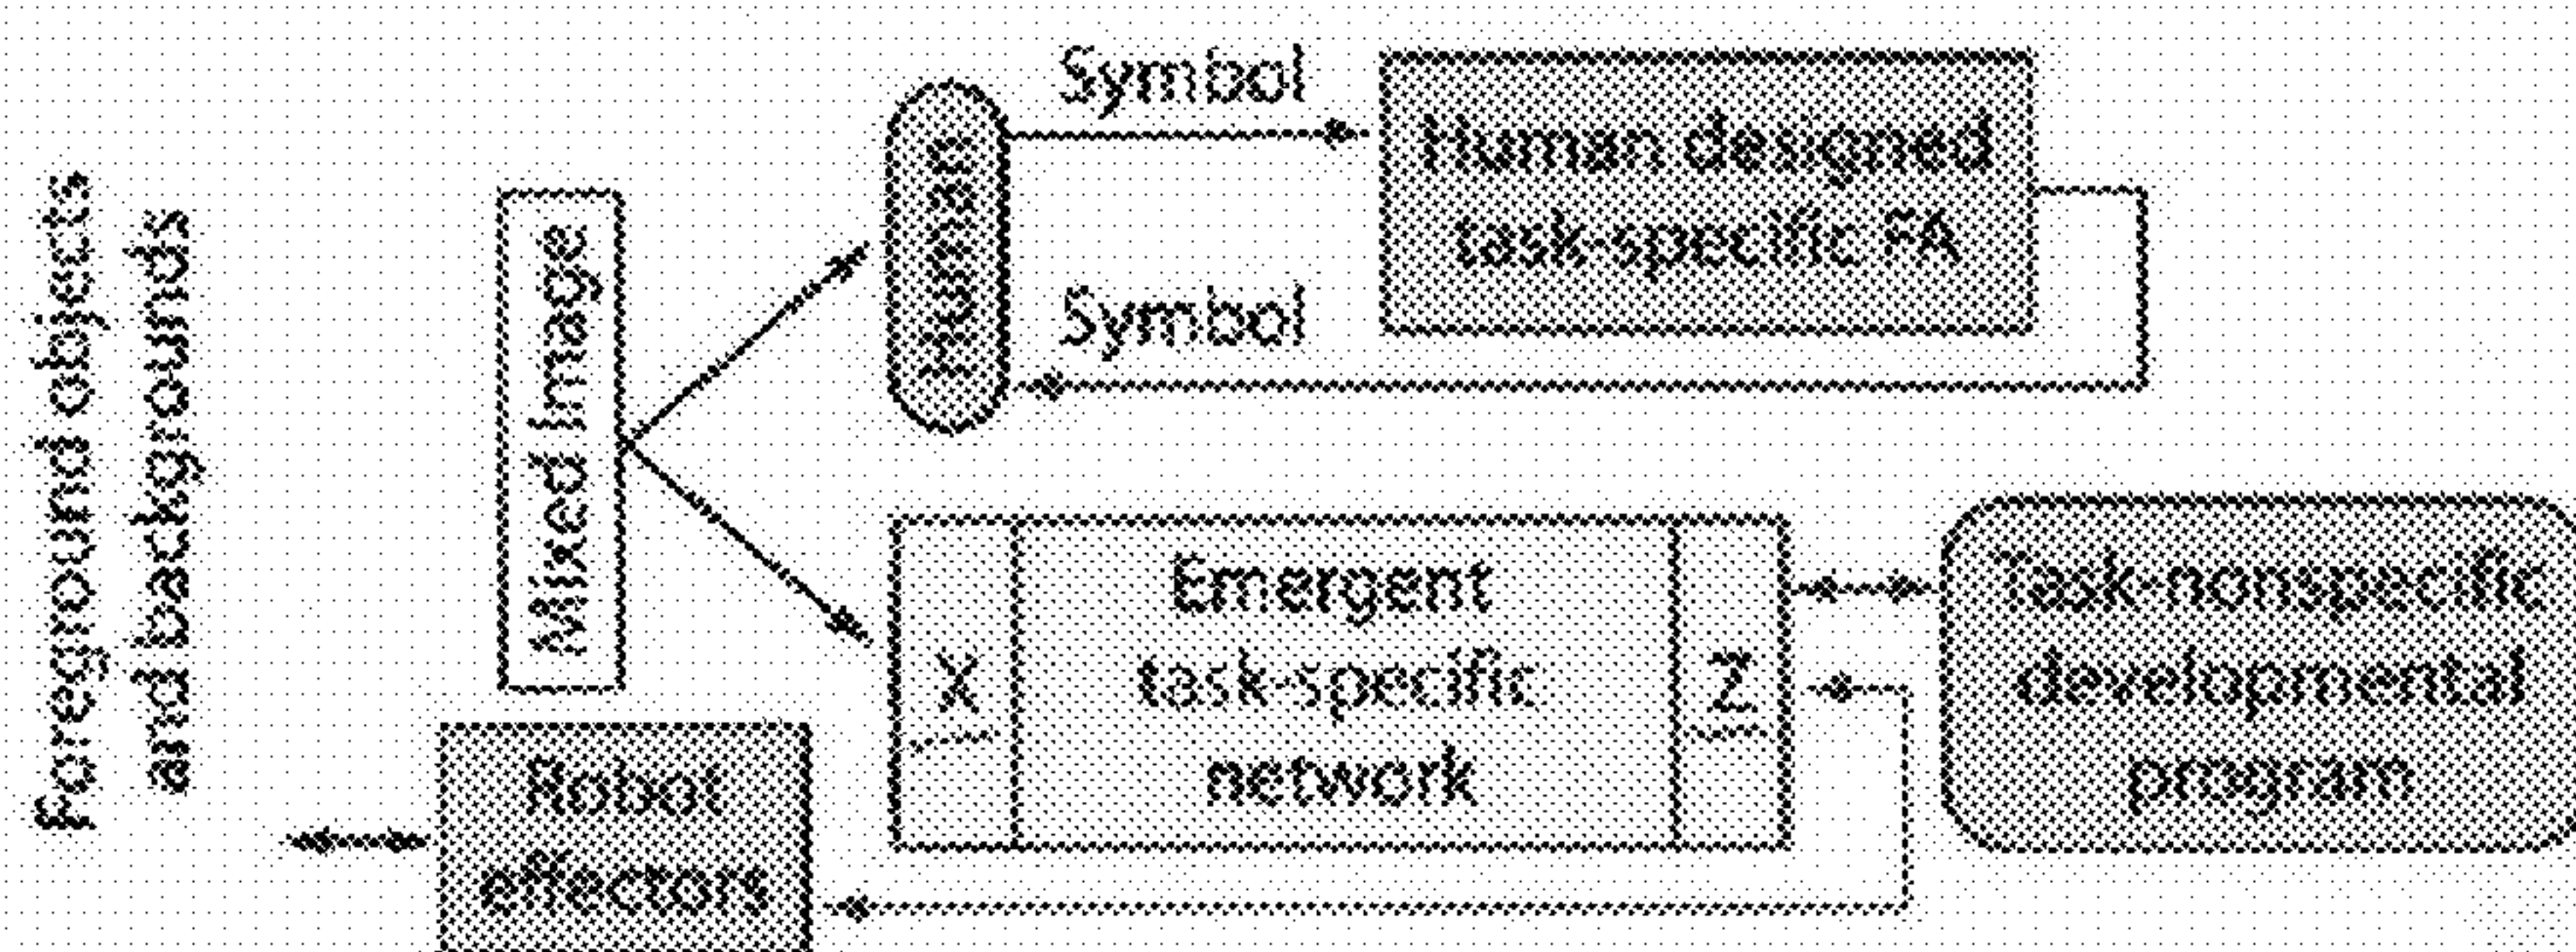 Foreground objects
and backgrounds
Mixed Image
Human
Symbol
Human designed
task-specific FA
Symbol
X
Emergent
task-specific
network
Z
Task-nonspecific
developmental
program
Robot
effectors